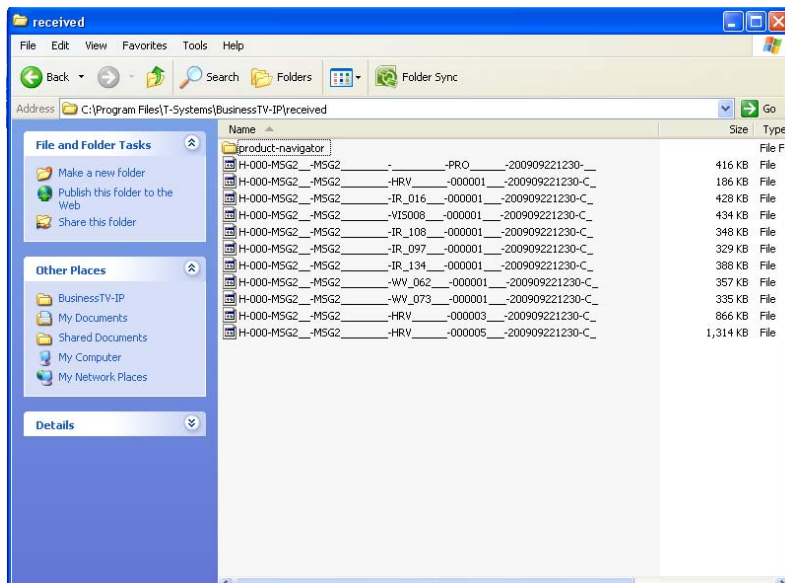 received
File Edit View Favorites Tools Help
Back Search Folders Folder Sync
Address C:\Program Files\T-Systems\BusinessTV-IP\received Go
Name Size Type
File and Folder Tasks
Make a new folder
Publish this folder to the
Web
Share this folder
Other Places
BusinessTV-IP
My Documents
Shared Documents
My Computer
My Network Places
Details
product-navigator File F
H-000-MSG2__-MSG2________-________-PRO______-200909221230-__ 416 KB File
H-000-MSG2__-MSG2________-HRV______-000001___-200909221230-C_ 186 KB File
H-000-MSG2__-MSG2________-IR_016___-000001___-200909221230-C_ 428 KB File
H-000-MSG2__-MSG2________-VIS008___-000001___-200909221230-C_ 434 KB File
H-000-MSG2__-MSG2________-IR_108___-000001___-200909221230-C_ 348 KB File
H-000-MSG2__-MSG2________-IR_097___-000001___-200909221230-C_ 329 KB File
H-000-MSG2__-MSG2________-IR_134___-000001___-200909221230-C_ 388 KB File
H-000-MSG2__-MSG2________-WV_062___-000001___-200909221230-C_ 357 KB File
H-000-MSG2__-MSG2________-WV_073___-000001___-200909221230-C_ 335 KB File
H-000-MSG2__-MSG2________-HRV______-000003___-200909221230-C_ 866 KB File
H-000-MSG2__-MSG2________-HRV______-000005___-200909221230-C_ 1,314 KB File